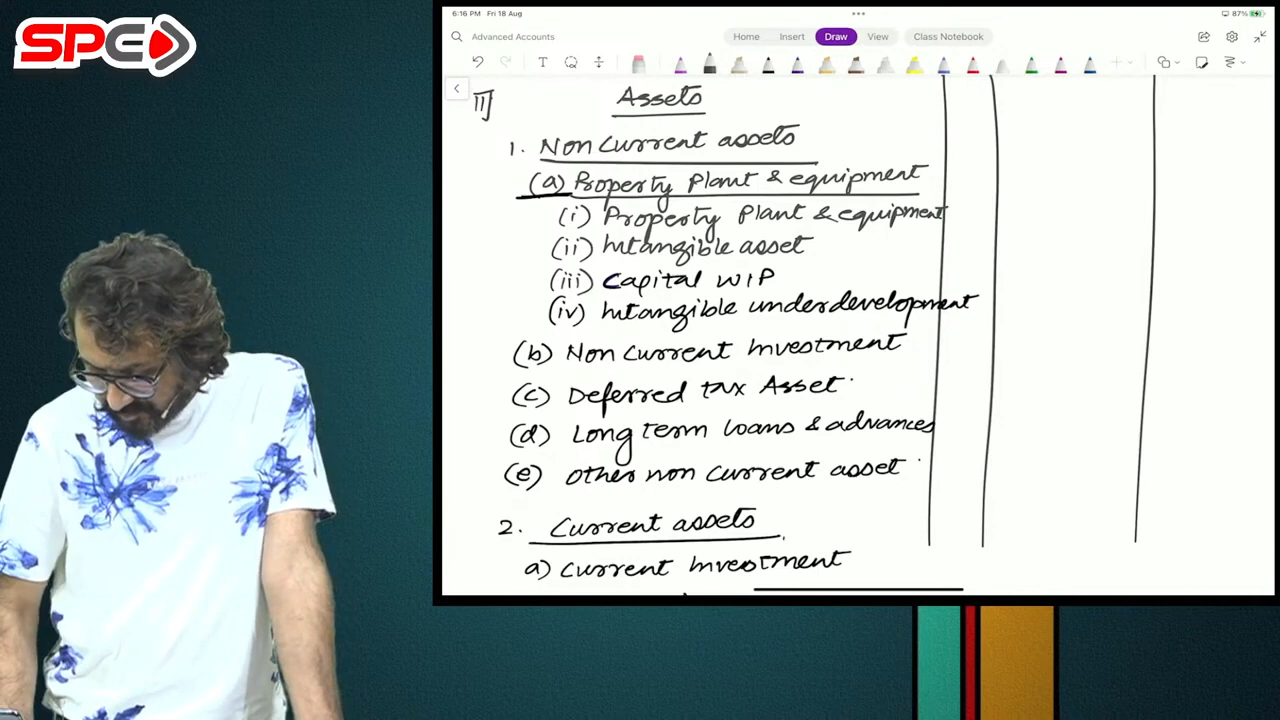 SPE
6:16 PM Fri 18 Aug
87%
Advanced Accounts
Home Insert Draw View Class Notebook
II] Assets
1. Non Current assets
(a) Property Plant & equipment
(i) Property Plant & equipment
(ii) Intangible asset
(iii) Capital WIP
(iv) Intangible underdevelopment
(b) Non Current Investment
(c) Deferred tax Asset
(d) Long term loans & advances
(e) other non current asset
2. Current assets
a) Current Investment